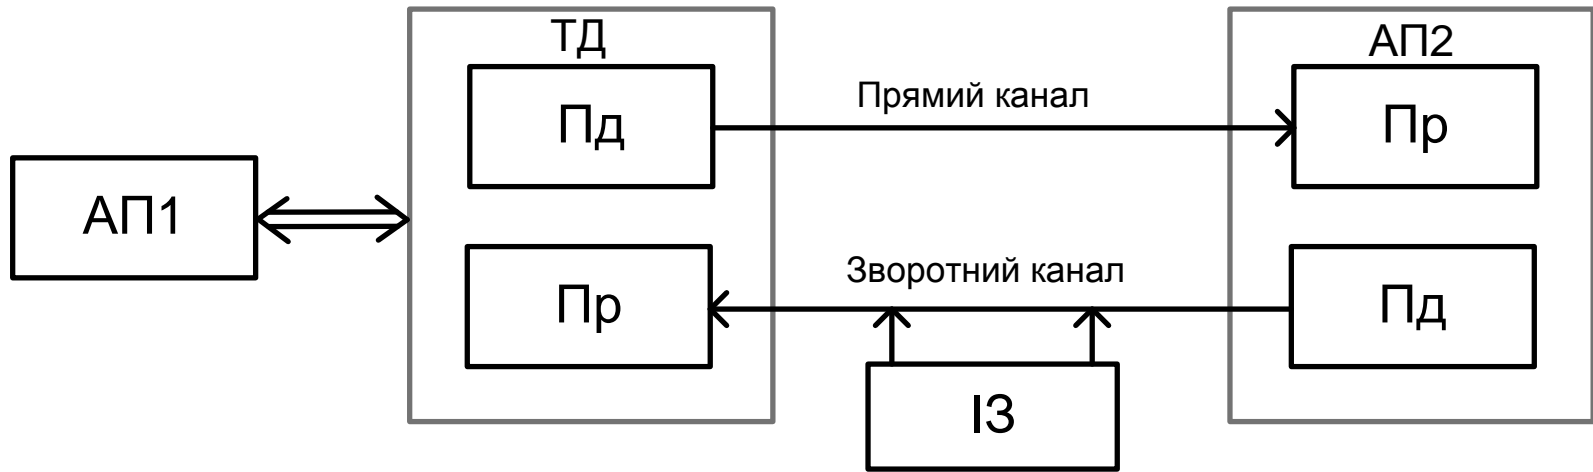 ТД
АП2
Пд
Прямий канал
Пр
АП1
Пр
Зворотний канал
Пд
ІЗ